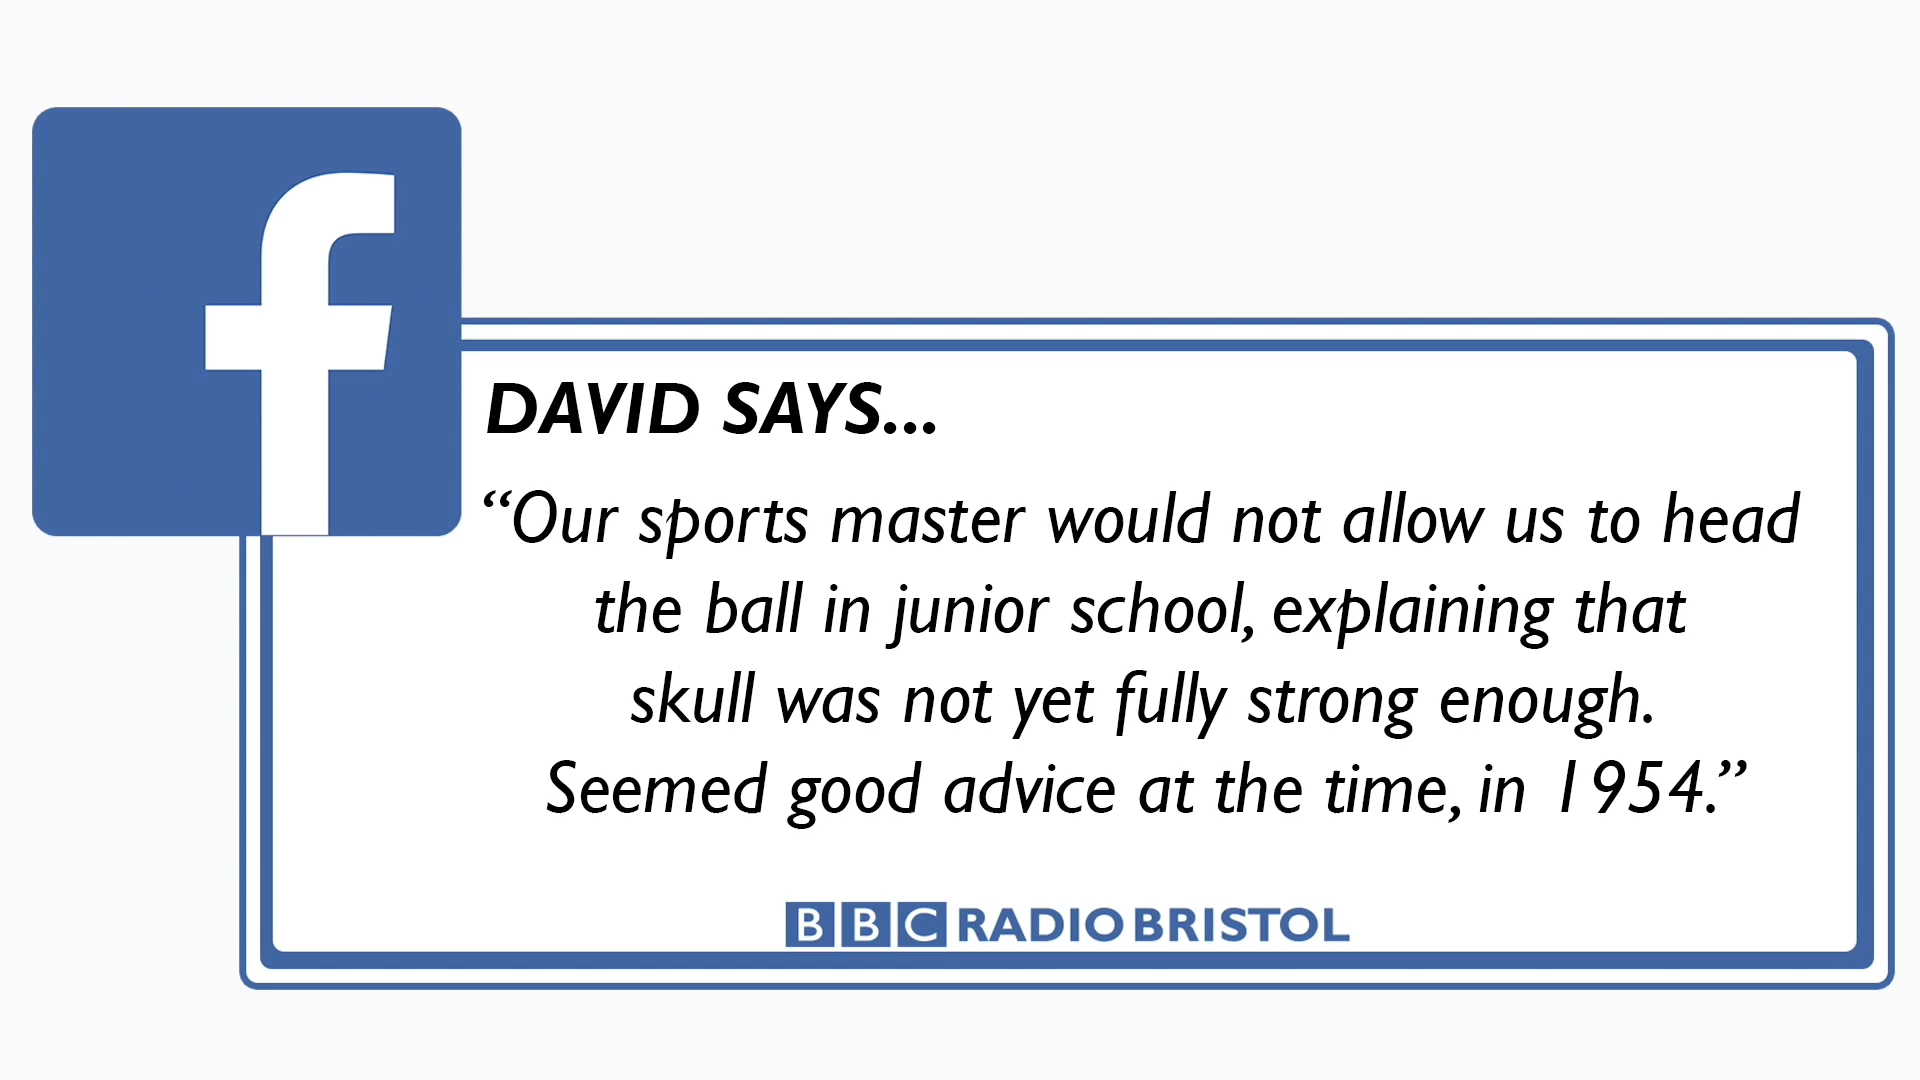 f
DAVID SAYS...
“Our sports master would not allow us to head
the ball in junior school, explaining that
skull was not yet fully strong enough.
Seemed good advice at the time, in 1954.”
BBC RADIO BRISTOL